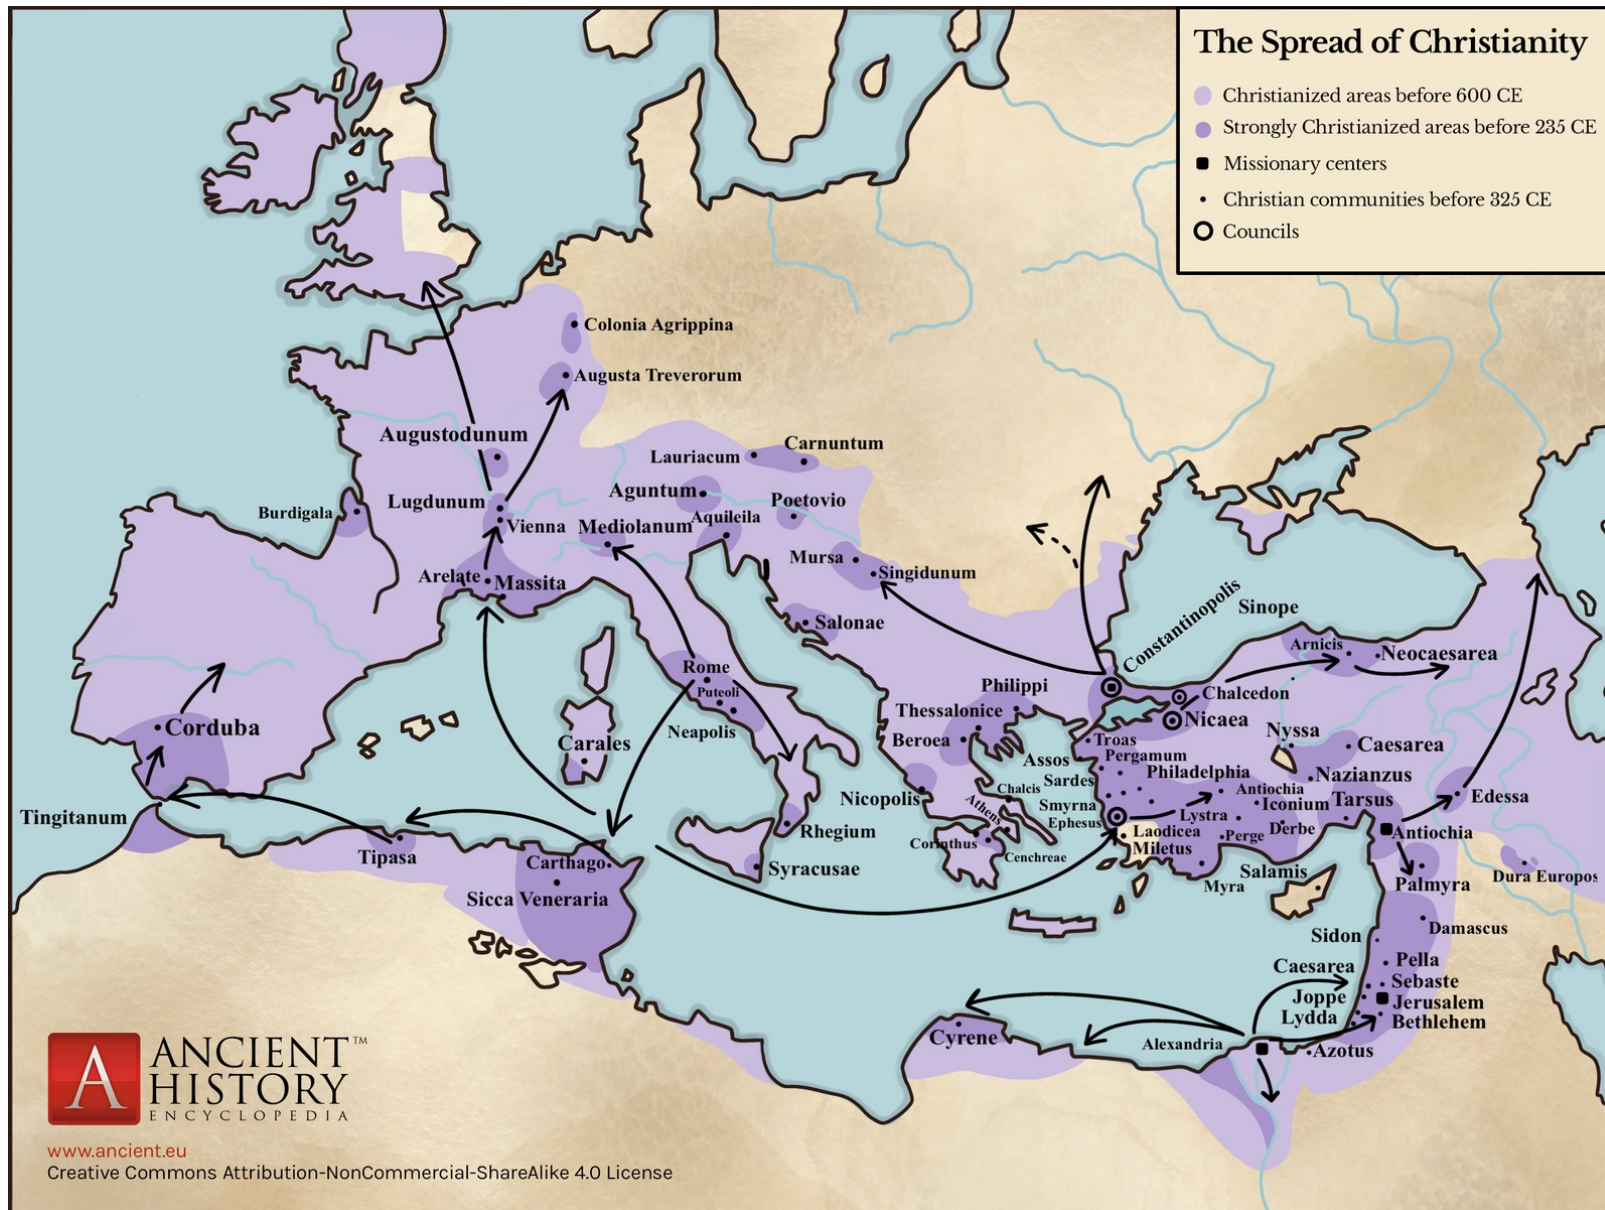 The Spread of Christianity
Christianized areas before 600 CE
Strongly Christianized areas before 235 CE
Missionary centers
Christian communities before 325 CE
Councils
Colonia Agrippina
Augusta Treverorum
Augustodunum
Carnuntum
Lauriacum
Aguntum
Poetovio
Lugdunum
Burdigala
Vienna
Mediolanum
Aquileila
Mursa
Singidunum
Arelate
Massita
Salonae
Constantinopolis
Sinope
Arnicis
Neocaesarea
Rome
Puteoli
Neapolis
Philippi
Chalcedon
Thessalonice
Nicaea
Corduba
Beroea
Carales
Troas
Nyssa
Caesarea
Assos
Pergamum
Sardes
Philadelphia
Nazianzus
Nicopolis
Chalcis
Antiochia
Edessa
Athens
Smyrna
Iconium
Tarsus
Tingitanum
Ephesus
Lystra
Rhegium
Laodicea
Perge
Derbe
Antiochia
Corinthus
Miletus
Tipasa
Carthago
Cenchreae
Syracusae
Salamis
Myra
Palmyra
Dura Europos
Sicca Veneraria
Damascus
Sidon
Pella
Caesarea
Sebaste
Joppe
Jerusalem
Lydda
Bethlehem
Cyrene
Alexandria
Azotus
A
ANCIENT™
HISTORY
ENCYCLOPEDIA
www.ancient.eu
Creative Commons Attribution-NonCommercial-ShareAlike 4.0 License